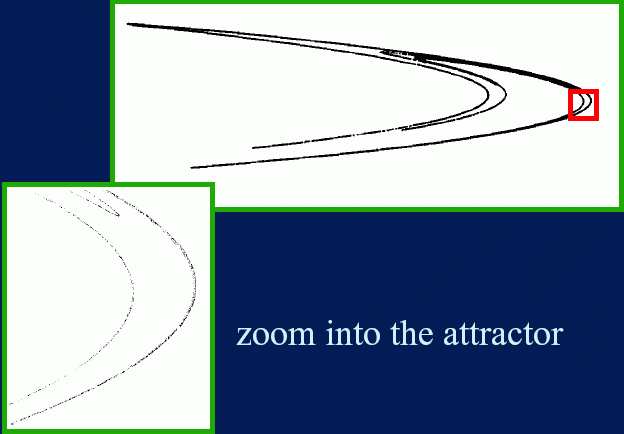 zoom into the attractor